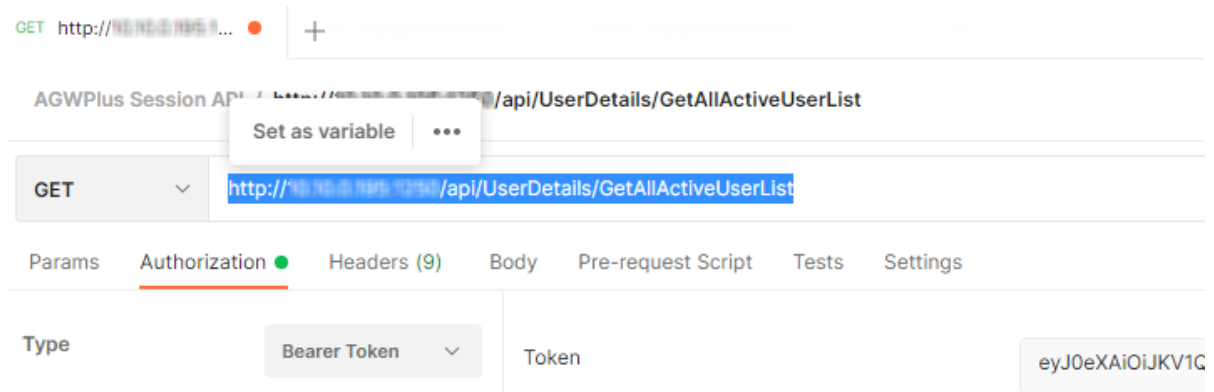 GET http:// ...
AGWPlus Session API / http:// /api/UserDetails/GetAllActiveUserList
Set as variable
GET http:// /api/UserDetails/GetAllActiveUserList
Params Authorization Headers (9) Body Pre-request Script Tests Settings
Type Bearer Token Token eyJ0eXAiOiJKV1Q